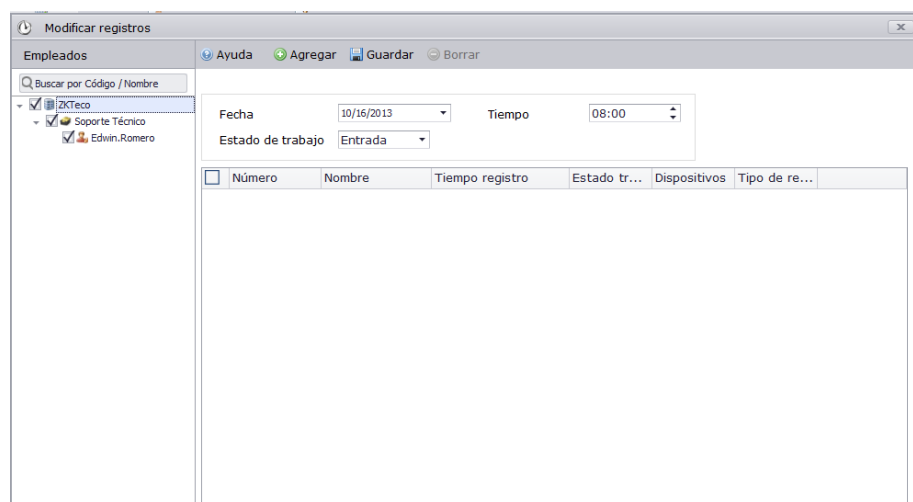 Modificar registros
Empleados
Ayuda Agregar Guardar Borrar
Buscar por Código / Nombre
ZKTeco
Soporte Técnico
Edwin.Romero
Fecha 10/16/2013 Tiempo 08:00
Estado de trabajo Entrada
Número Nombre Tiempo registro Estado tr... Dispositivos Tipo de re...